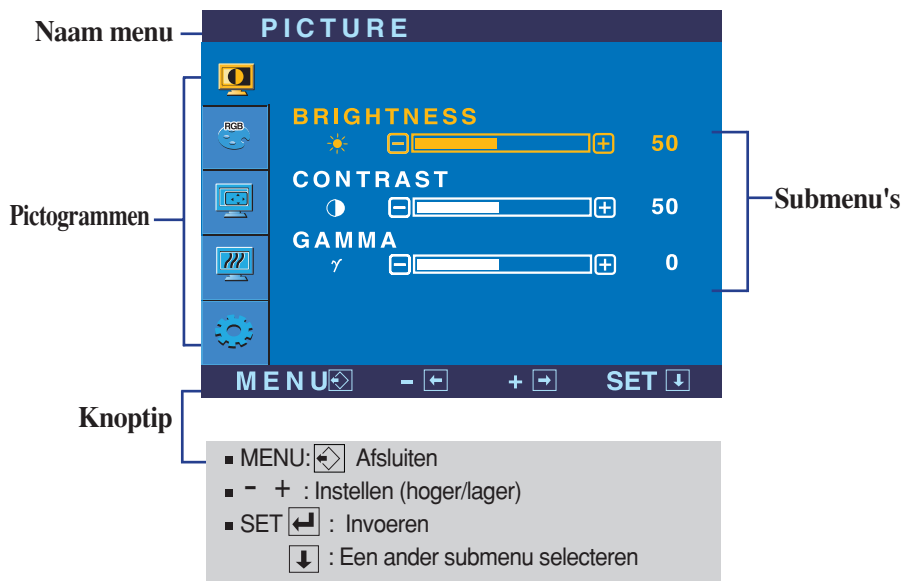 Naam menu
PICTURE
RGB
BRIGHTNESS
50
CONTRAST
50
GAMMA
γ
0
Pictogrammen
Submenu's
MENU - + SET
Knoptip
MENU: Afsluiten
- + : Instellen (hoger/lager)
SET : Invoeren
: Een ander submenu selecteren